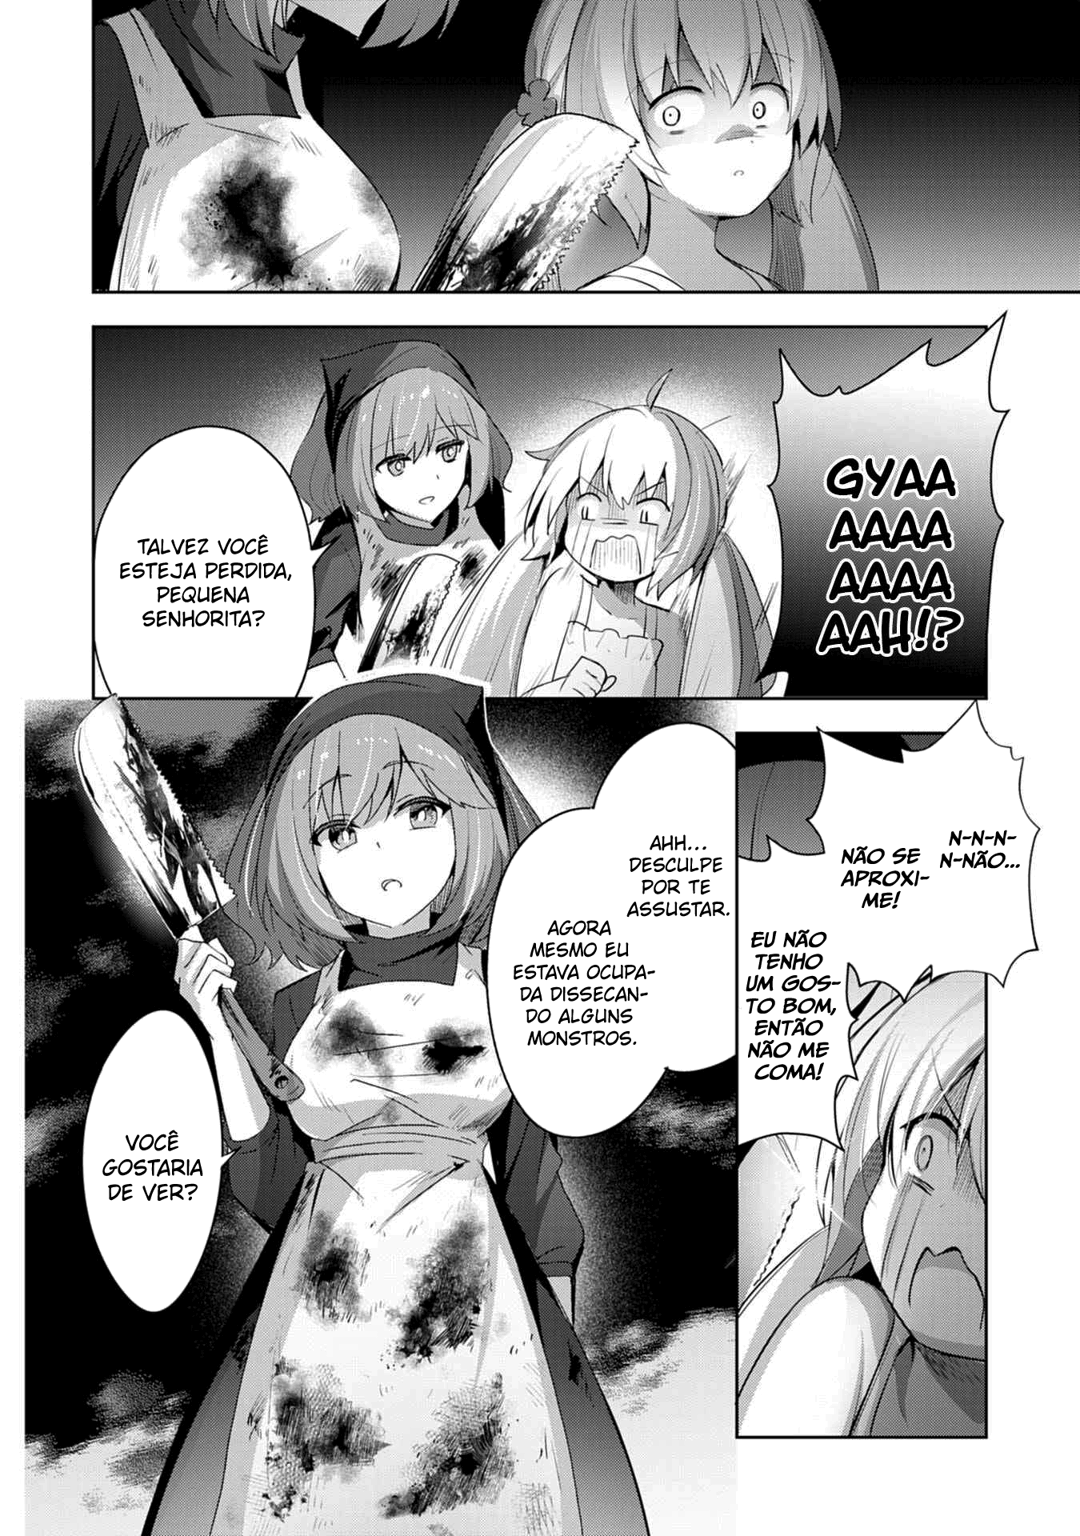 GYAA
AAAA
AAAA
AAH!?
TALVEZ VOCÊ
ESTEJA PERDIDA,
PEQUENA
SENHORITA?
N-N-N-
N-NÃO...
NÃO SE
APROXI-
ME!
EU NÃO
TENHO
UM GOS-
TO BOM,
ENTÃO
NÃO ME
COMA!
AHH...
DESCULPE
POR TE
ASSUSTAR.
AGORA
MESMO EU
ESTAVA OCUPA-
DA DISSECAN-
DO ALGUNS
MONSTROS.
VOCÊ
GOSTARIA
DE VER?